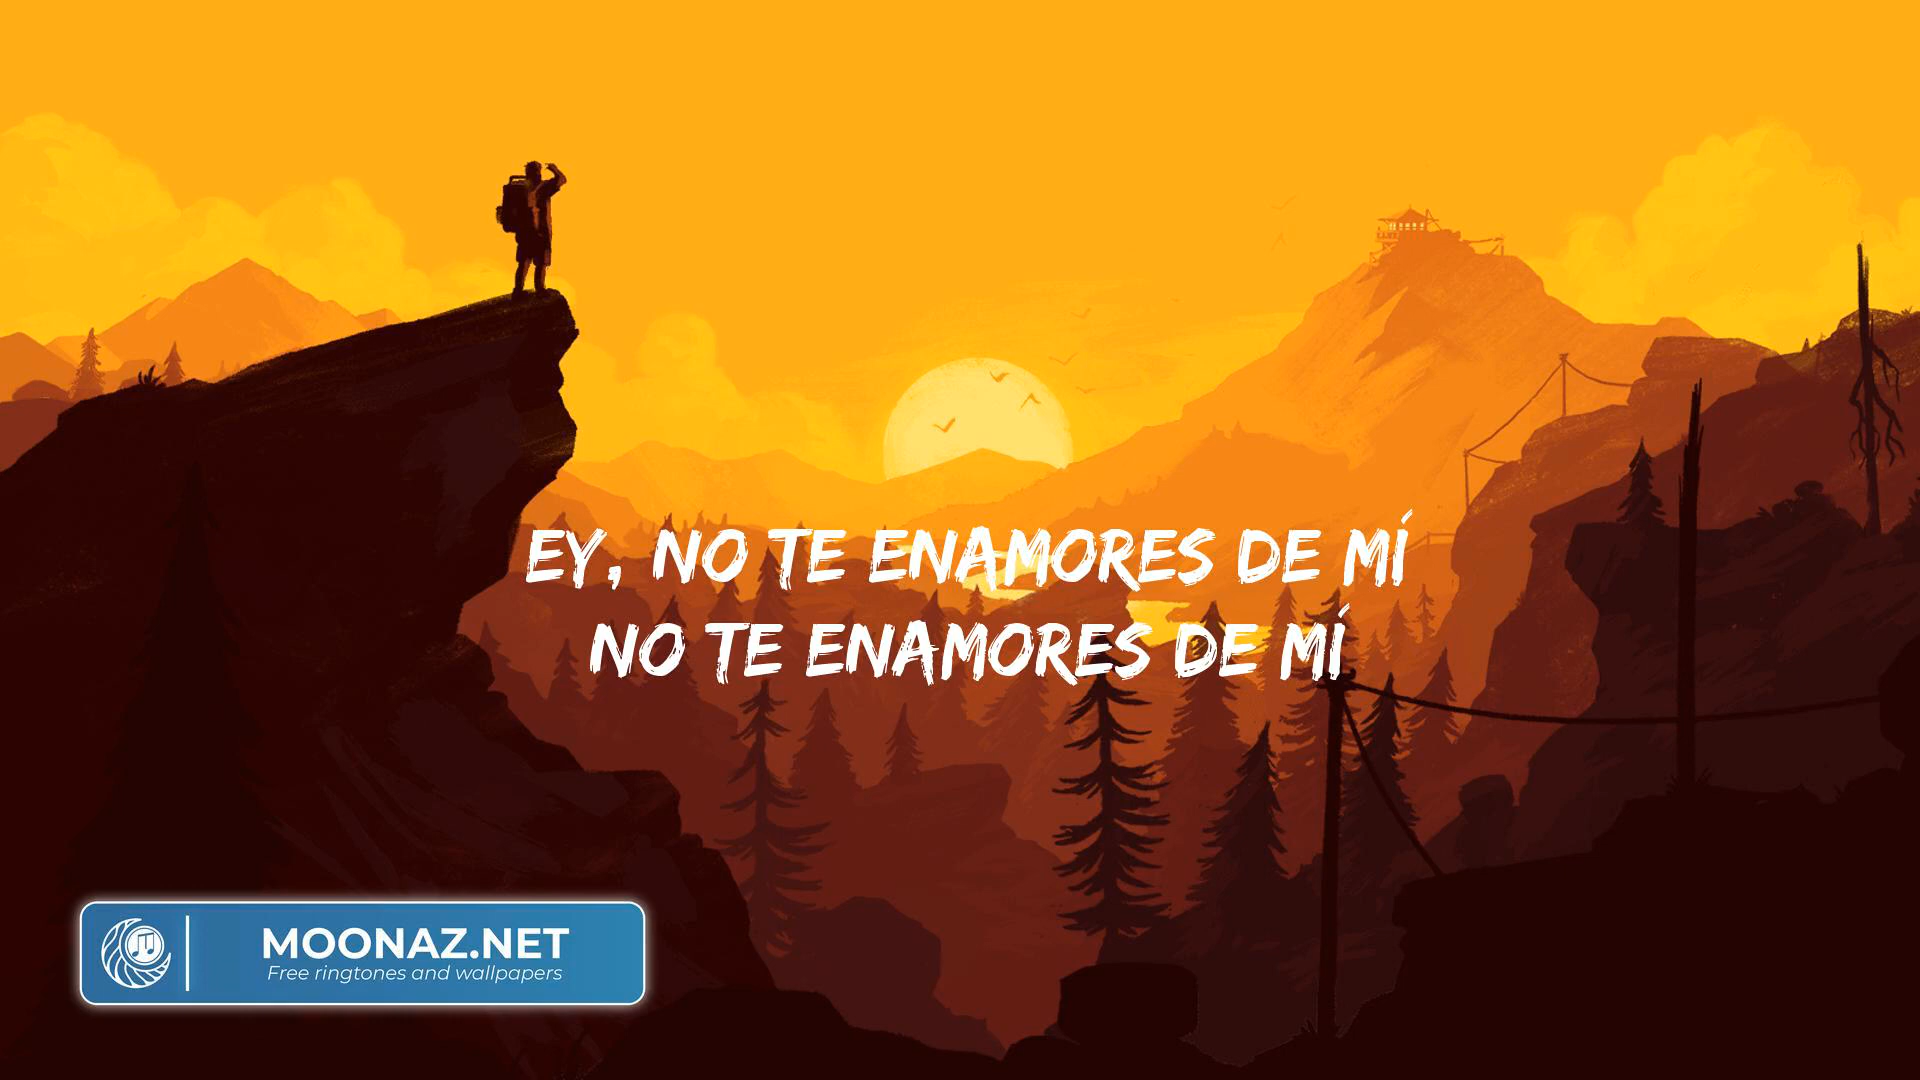 EY, NO TE ENAMORES DE MÍ
NO TE ENAMORES DE MÍ
MOONAZ.NET
Free ringtones and wallpapers